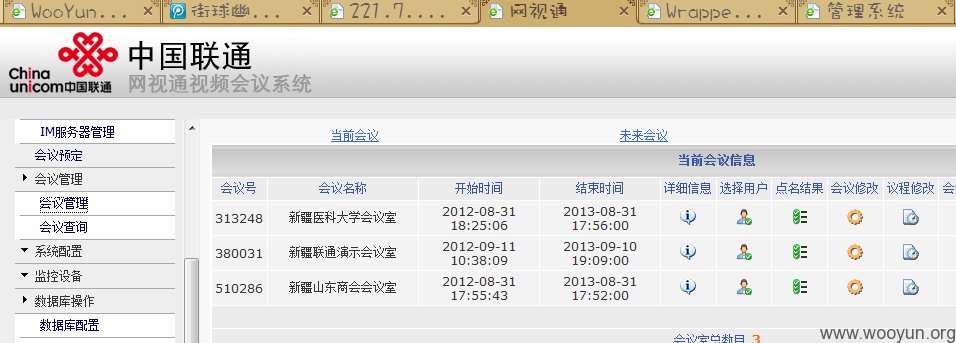 WooYun... 街球幽... 221.7... 网视通 Wrappe... 管理系统
China unicom中国联通
中国联通
网视通视频会议系统
IM服务器管理
会议预定
会议管理
会议管理
会议查询
系统配置
监控设备
数据库操作
数据库配置
当前会议 未来会议
当前会议信息
会议号 会议名称 开始时间 结束时间 详细信息 选择用户 点名结果 会议修改 议程修改 会
313248 新疆医科大学会议室 2012-08-31 18:25:06 2013-08-31 17:56:00
380031 新疆联通演示会议室 2012-09-11 10:38:09 2013-09-10 19:09:00
510286 新疆山东商会会议室 2012-08-31 17:55:43 2013-08-31 17:52:00
会议室总数目 3
www.wooyun.org